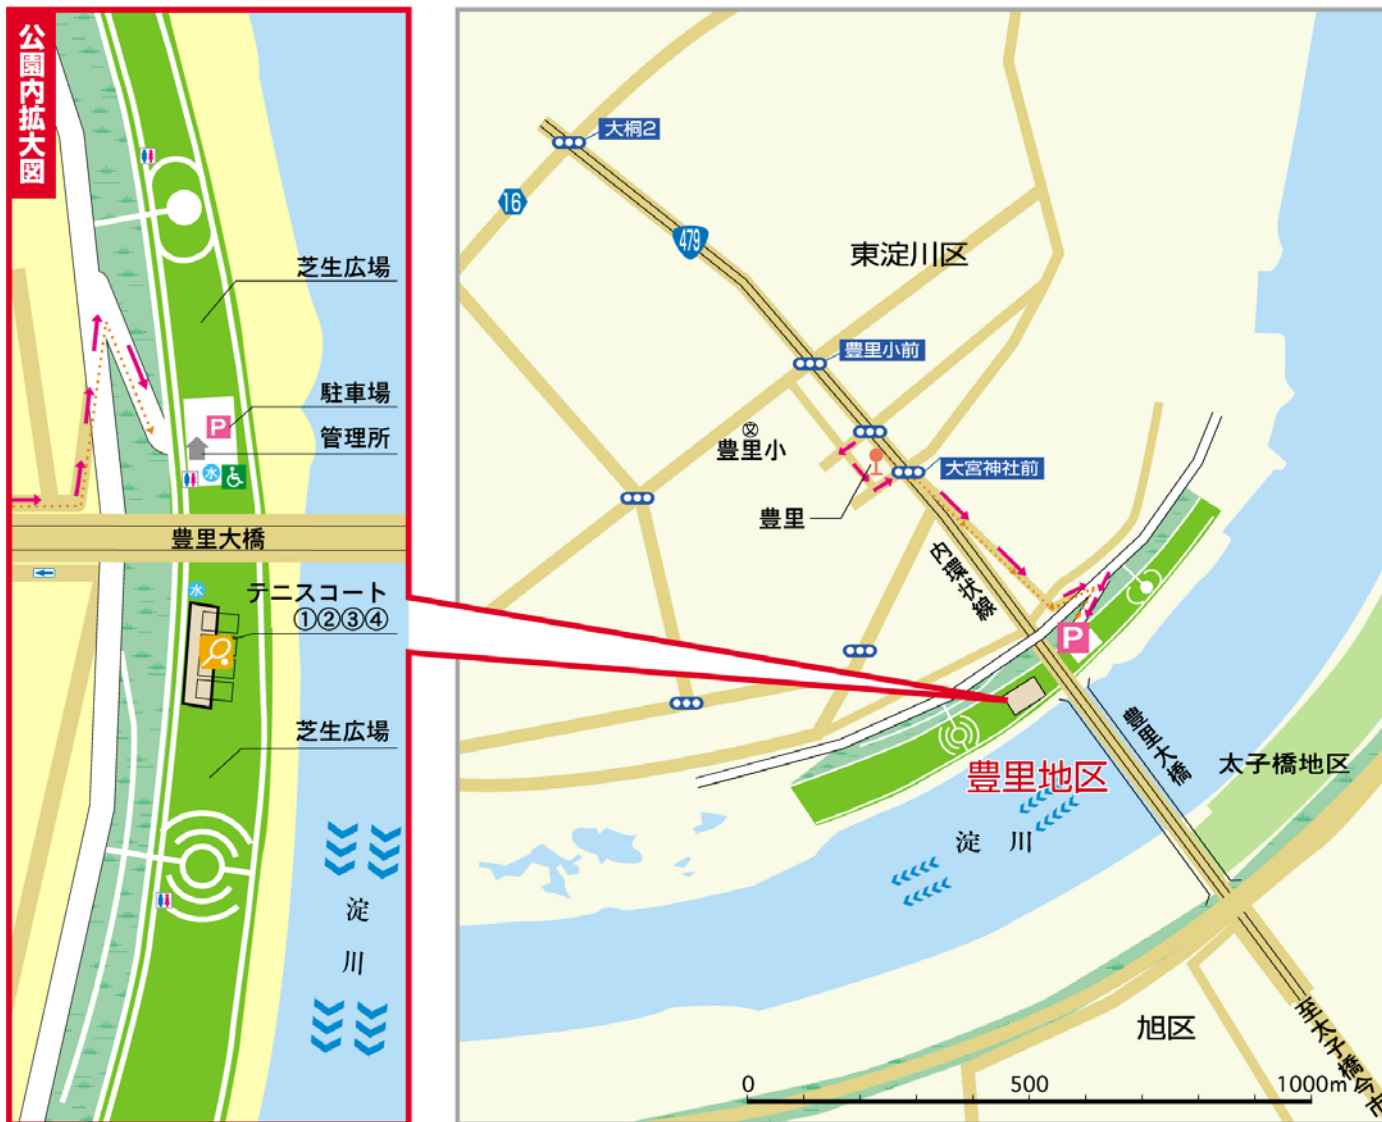 公園内拡大図
芝生広場
駐車場
P
管理所
水
豊里大橋
水
テニスコート
①②③④
芝生広場
淀川
大桐2
16
479
東淀川区
豊里小前
文
豊里小
大宮神社前
豊里
内環状線
P
豊里大橋
太子橋地区
豊里地区
淀川
旭区
至太子橋今市
0 500 1000m